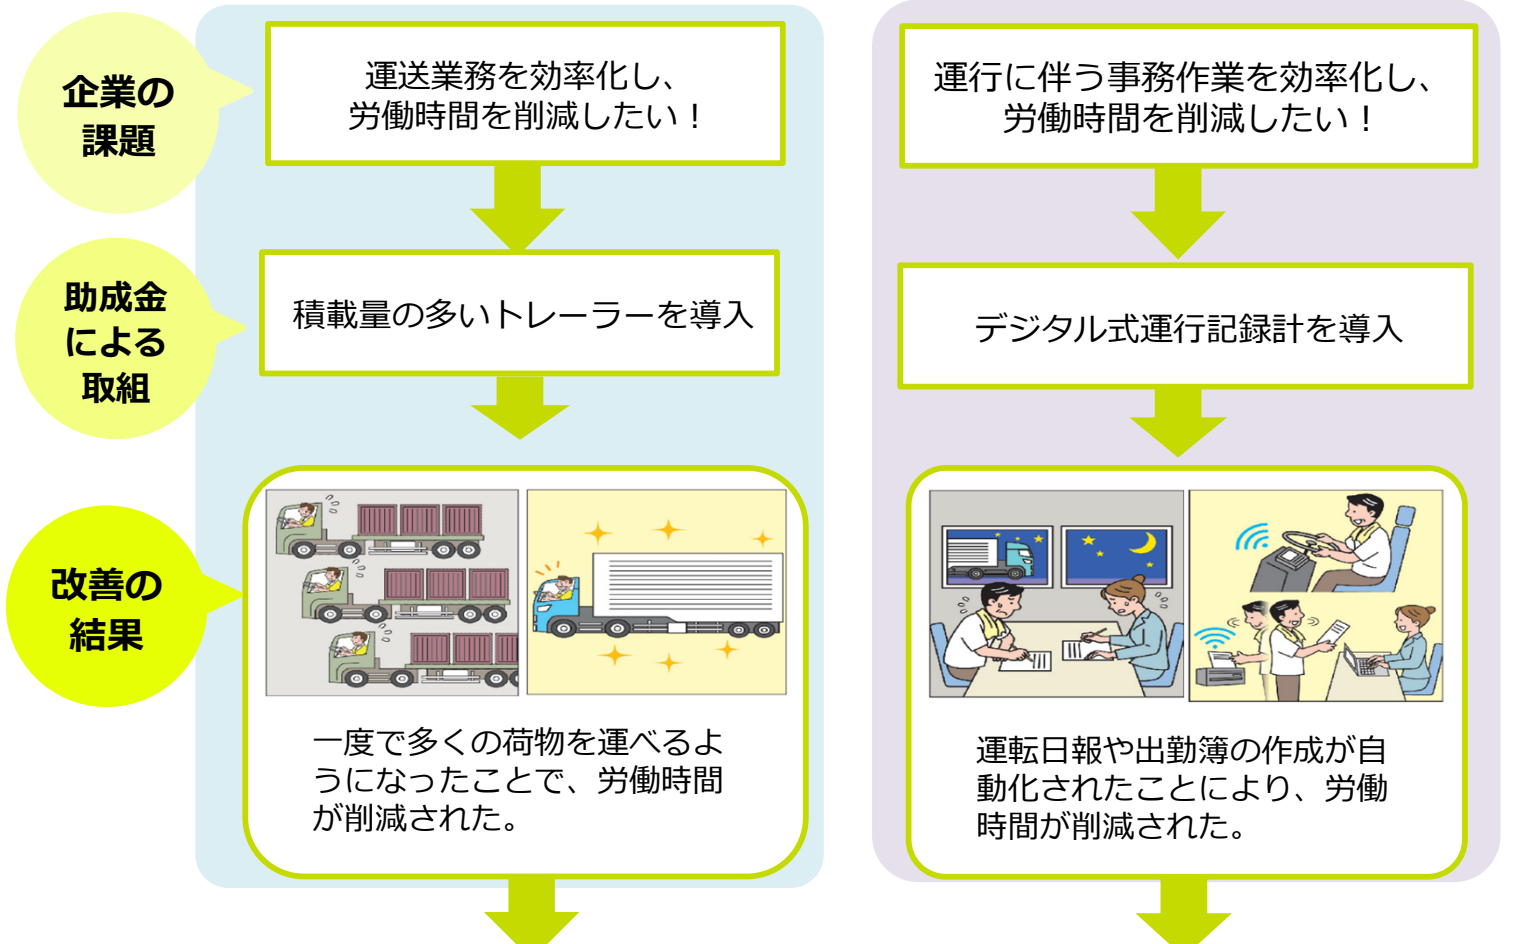 企業の
課題
運送業務を効率化し、
労働時間を削減したい！
運行に伴う事務作業を効率化し、
労働時間を削減したい！
助成金
による
取組
積載量の多いトレーラーを導入
デジタル式運行記録計を導入
改善の
結果
一度で多くの荷物を運べるよ
うになったことで、労働時間
が削減された。
運転日報や出勤簿の作成が自
動化されたことにより、労働
時間が削減された。